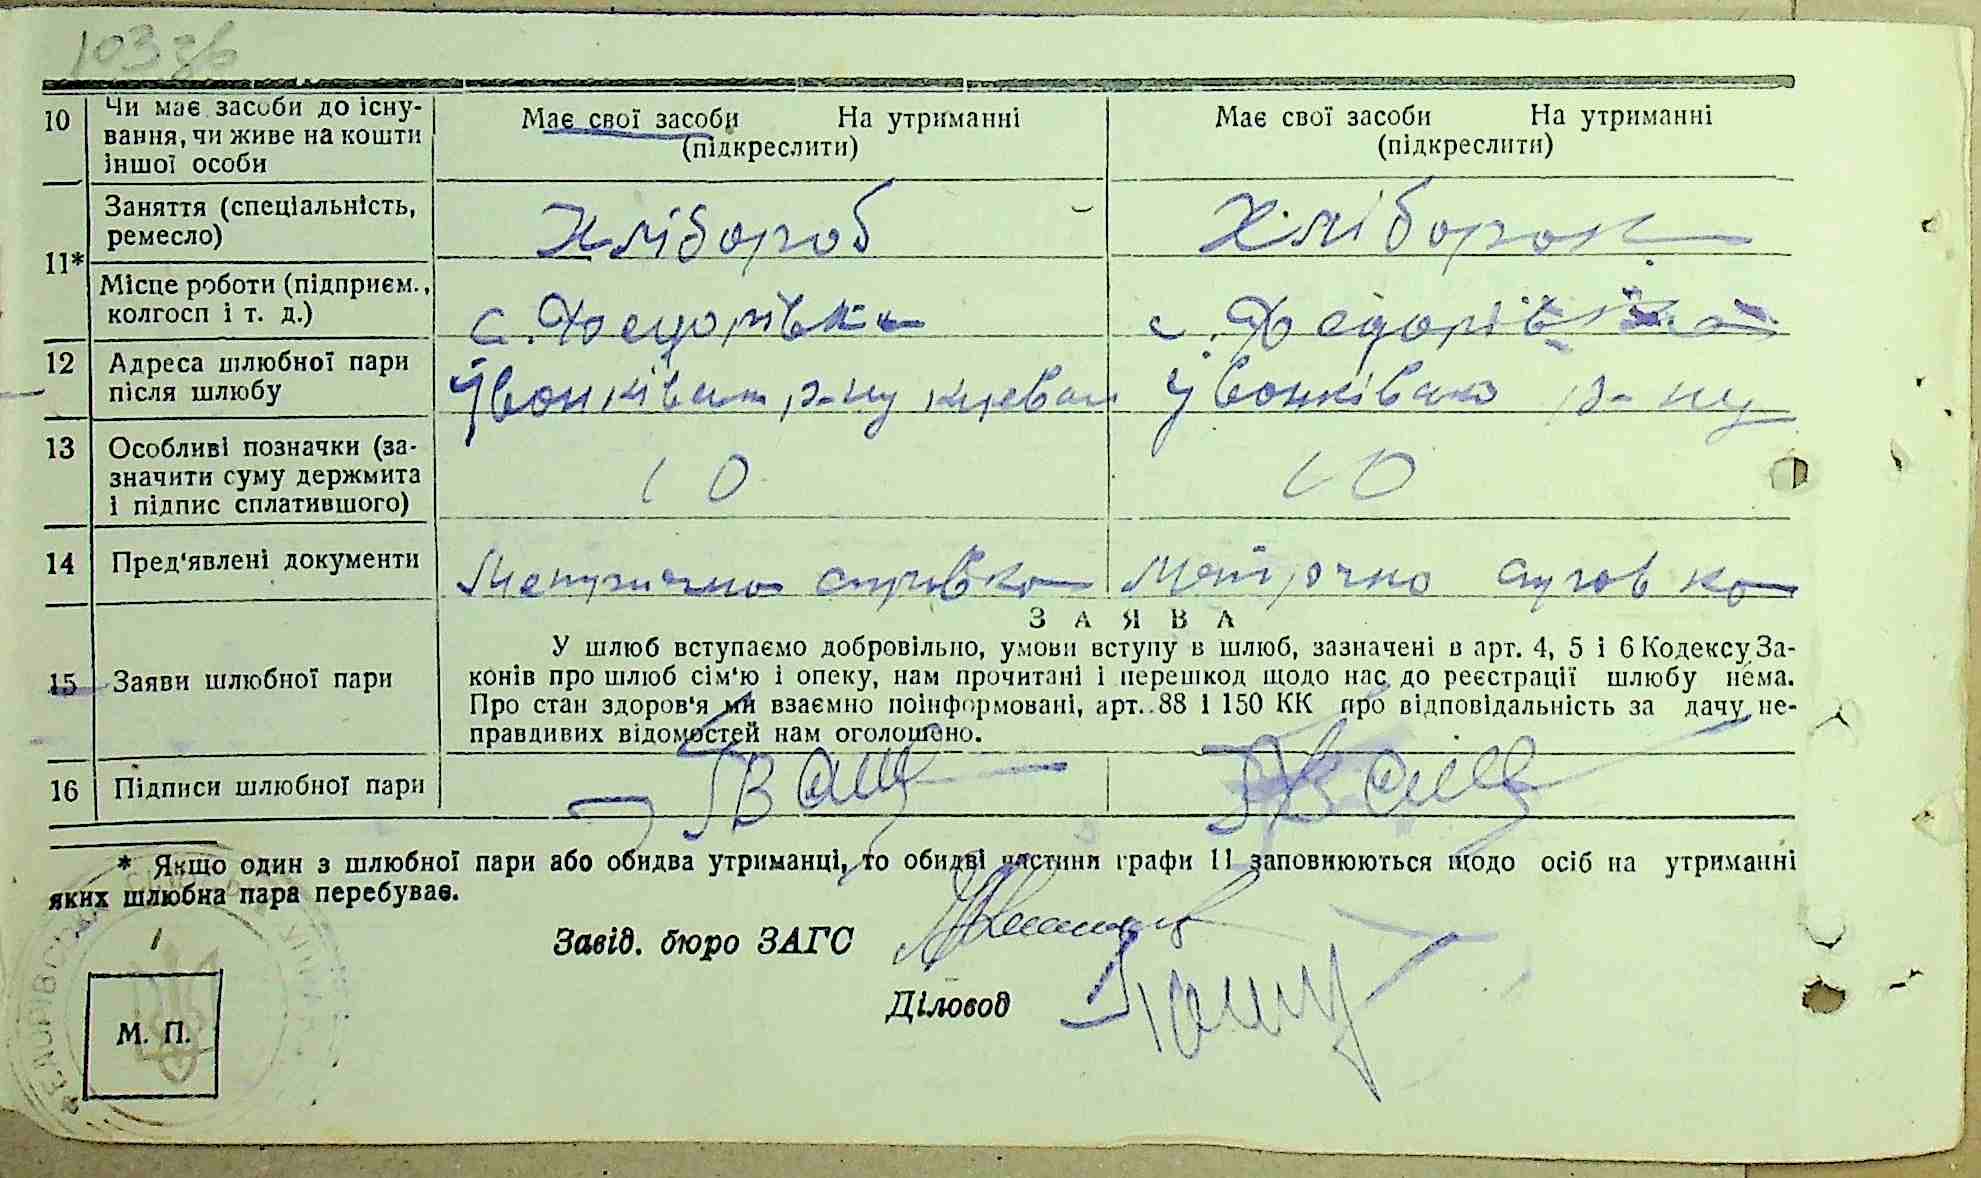 103 зв
10
Чи має засоби до існу-
вання, чи живе на кошти
іншої особи
Має свої засоби На утриманні
(підкреслити)
Має свої засоби На утриманні
(підкреслити)
11*
Заняття (спеціальність,
ремесло)
Хлібороб
Хлібороб
Місце роботи (підприєм.,
колгосп і т. д.)
с. Федорівка
с. Федорівка
12
Адреса шлюбної пари
після шлюбу
р-ну
р-ну
13
Особливі позначки (за-
значити суму держмита
і підпис сплатившого)
10
10
14
Пред'явлені документи
Метрична справка
Метрична справка
15
Заяви шлюбної пари
ЗАЯВА
У шлюб вступаємо добровільно, умови вступу в шлюб, зазначені в арт. 4, 5 і 6 Кодексу За-
конів про шлюб сім'ю і опеку, нам прочитані і перешкод щодо нас до реєстрації шлюбу нема.
Про стан здоров'я ми взаємно поінформовані, арт. 88 і 150 КК про відповідальність за дачу не-
правдивих відомостей нам оголошено.
16
Підписи шлюбної пари
* Якщо один з шлюбної пари або обидва утриманці, то обидві частини графи 11 заповнюються щодо осіб на утриманні
яких шлюбна пара перебуває.
Завід. бюро ЗАГС
Діловод
М. П.